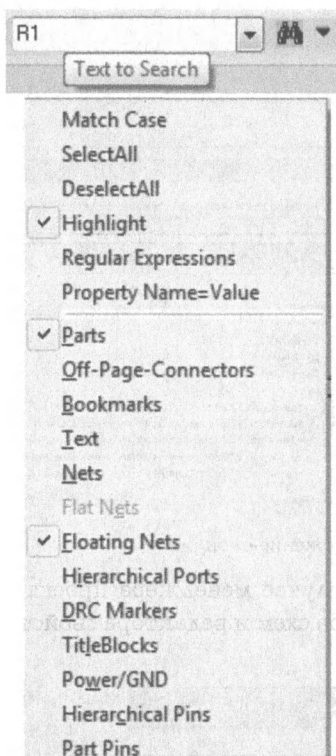 R1
Text to Search
Match Case
SelectAll
DeselectAll
Highlight
Regular Expressions
Property Name=Value
Parts
Off-Page-Connectors
Bookmarks
Text
Nets
Flat Nets
Floating Nets
Hierarchical Ports
DRC Markers
TitleBlocks
Power/GND
Hierarchical Pins
Part Pins